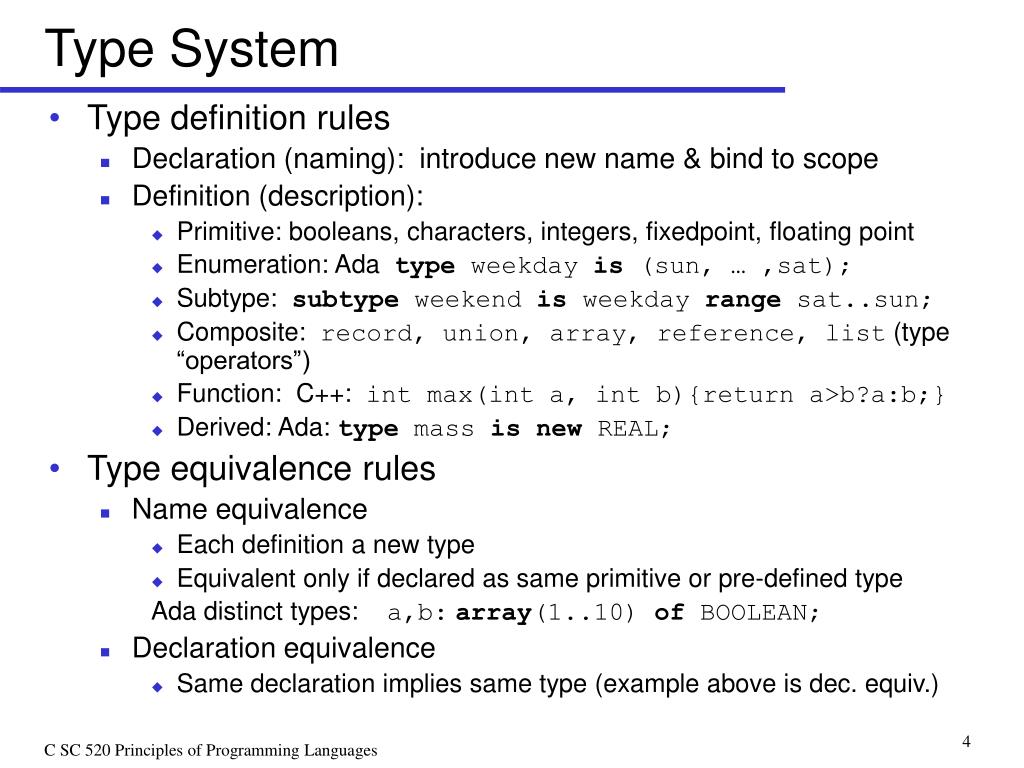 Type System
• Type definition rules
▪ Declaration (naming):  introduce new name & bind to scope
▪ Definition (description):
◆ Primitive: booleans, characters, integers, fixedpoint, floating point
◆ Enumeration: Ada  type weekday is (sun, … ,sat);
◆ Subtype:  subtype weekend is weekday range sat..sun;
◆ Composite:  record, union, array, reference, list (type
“operators”)
◆ Function:  C++:  int max(int a, int b){return a>b?a:b;}
◆ Derived: Ada: type mass is new REAL;
• Type equivalence rules
▪ Name equivalence
◆ Each definition a new type
◆ Equivalent only if declared as same primitive or pre-defined type
Ada distinct types:   a,b: array(1..10) of BOOLEAN;
▪ Declaration equivalence
◆ Same declaration implies same type (example above is dec. equiv.)
C SC 520 Principles of Programming Languages
4